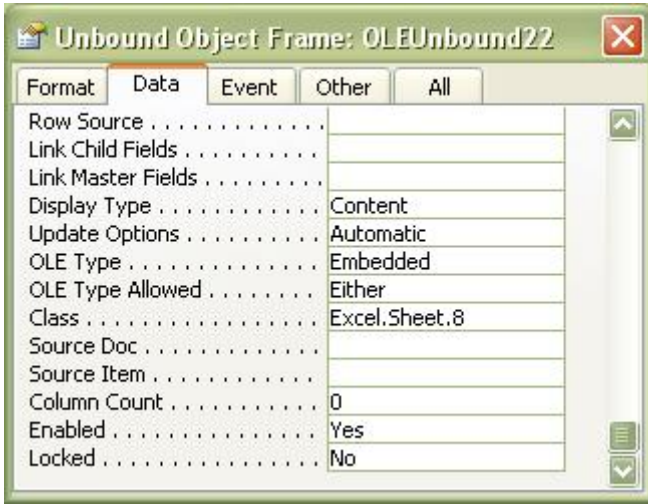 Unbound Object Frame: OLEUnbound22
Format Data Event Other All
Row Source . . . . . . . . . . . . .
Link Child Fields . . . . . . . . . .
Link Master Fields . . . . . . . .
Display Type . . . . . . . . . . . . Content
Update Options . . . . . . . . . . Automatic
OLE Type . . . . . . . . . . . . . . Embedded
OLE Type Allowed . . . . . . . . Either
Class . . . . . . . . . . . . . . . . . Excel.Sheet.8
Source Doc . . . . . . . . . . . . .
Source Item . . . . . . . . . . . .
Column Count . . . . . . . . . . . 0
Enabled . . . . . . . . . . . . . . . Yes
Locked . . . . . . . . . . . . . . . . No